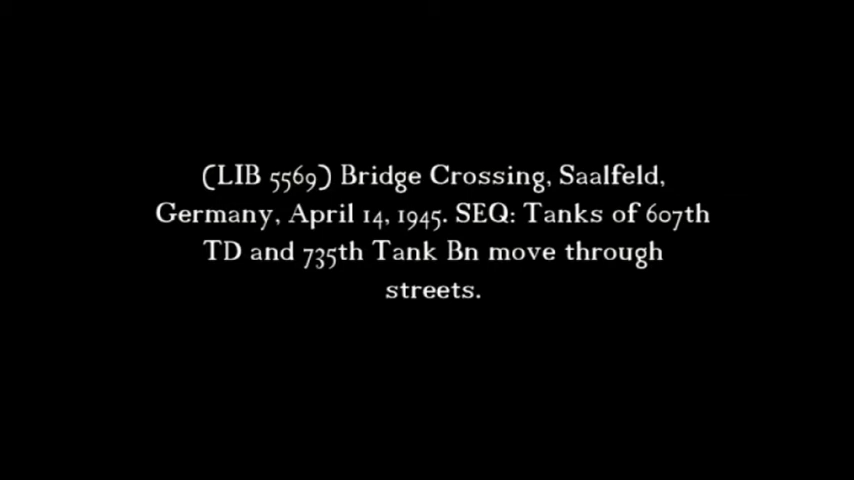 (LIB 5569) Bridge Crossing, Saalfeld,
Germany, April 14, 1945. SEQ: Tanks of 607th
TD and 735th Tank Bn move through
streets.